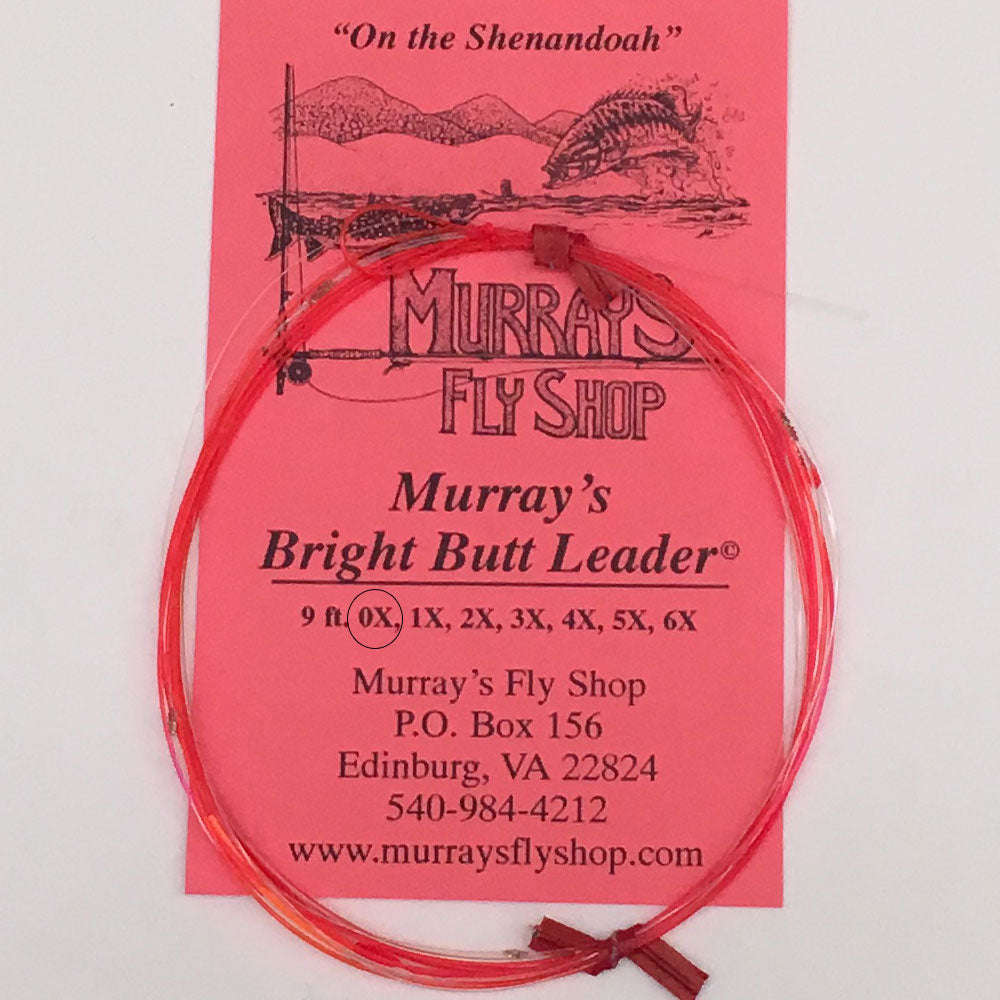 “On the Shenandoah”
MURRAY'S
FLY SHOP
Murray’s
Bright Butt Leader©
9 ft. 0X, 1X, 2X, 3X, 4X, 5X, 6X
Murray’s Fly Shop
P.O. Box 156
Edinburg, VA 22824
540-984-4212
www.murraysflyshop.com